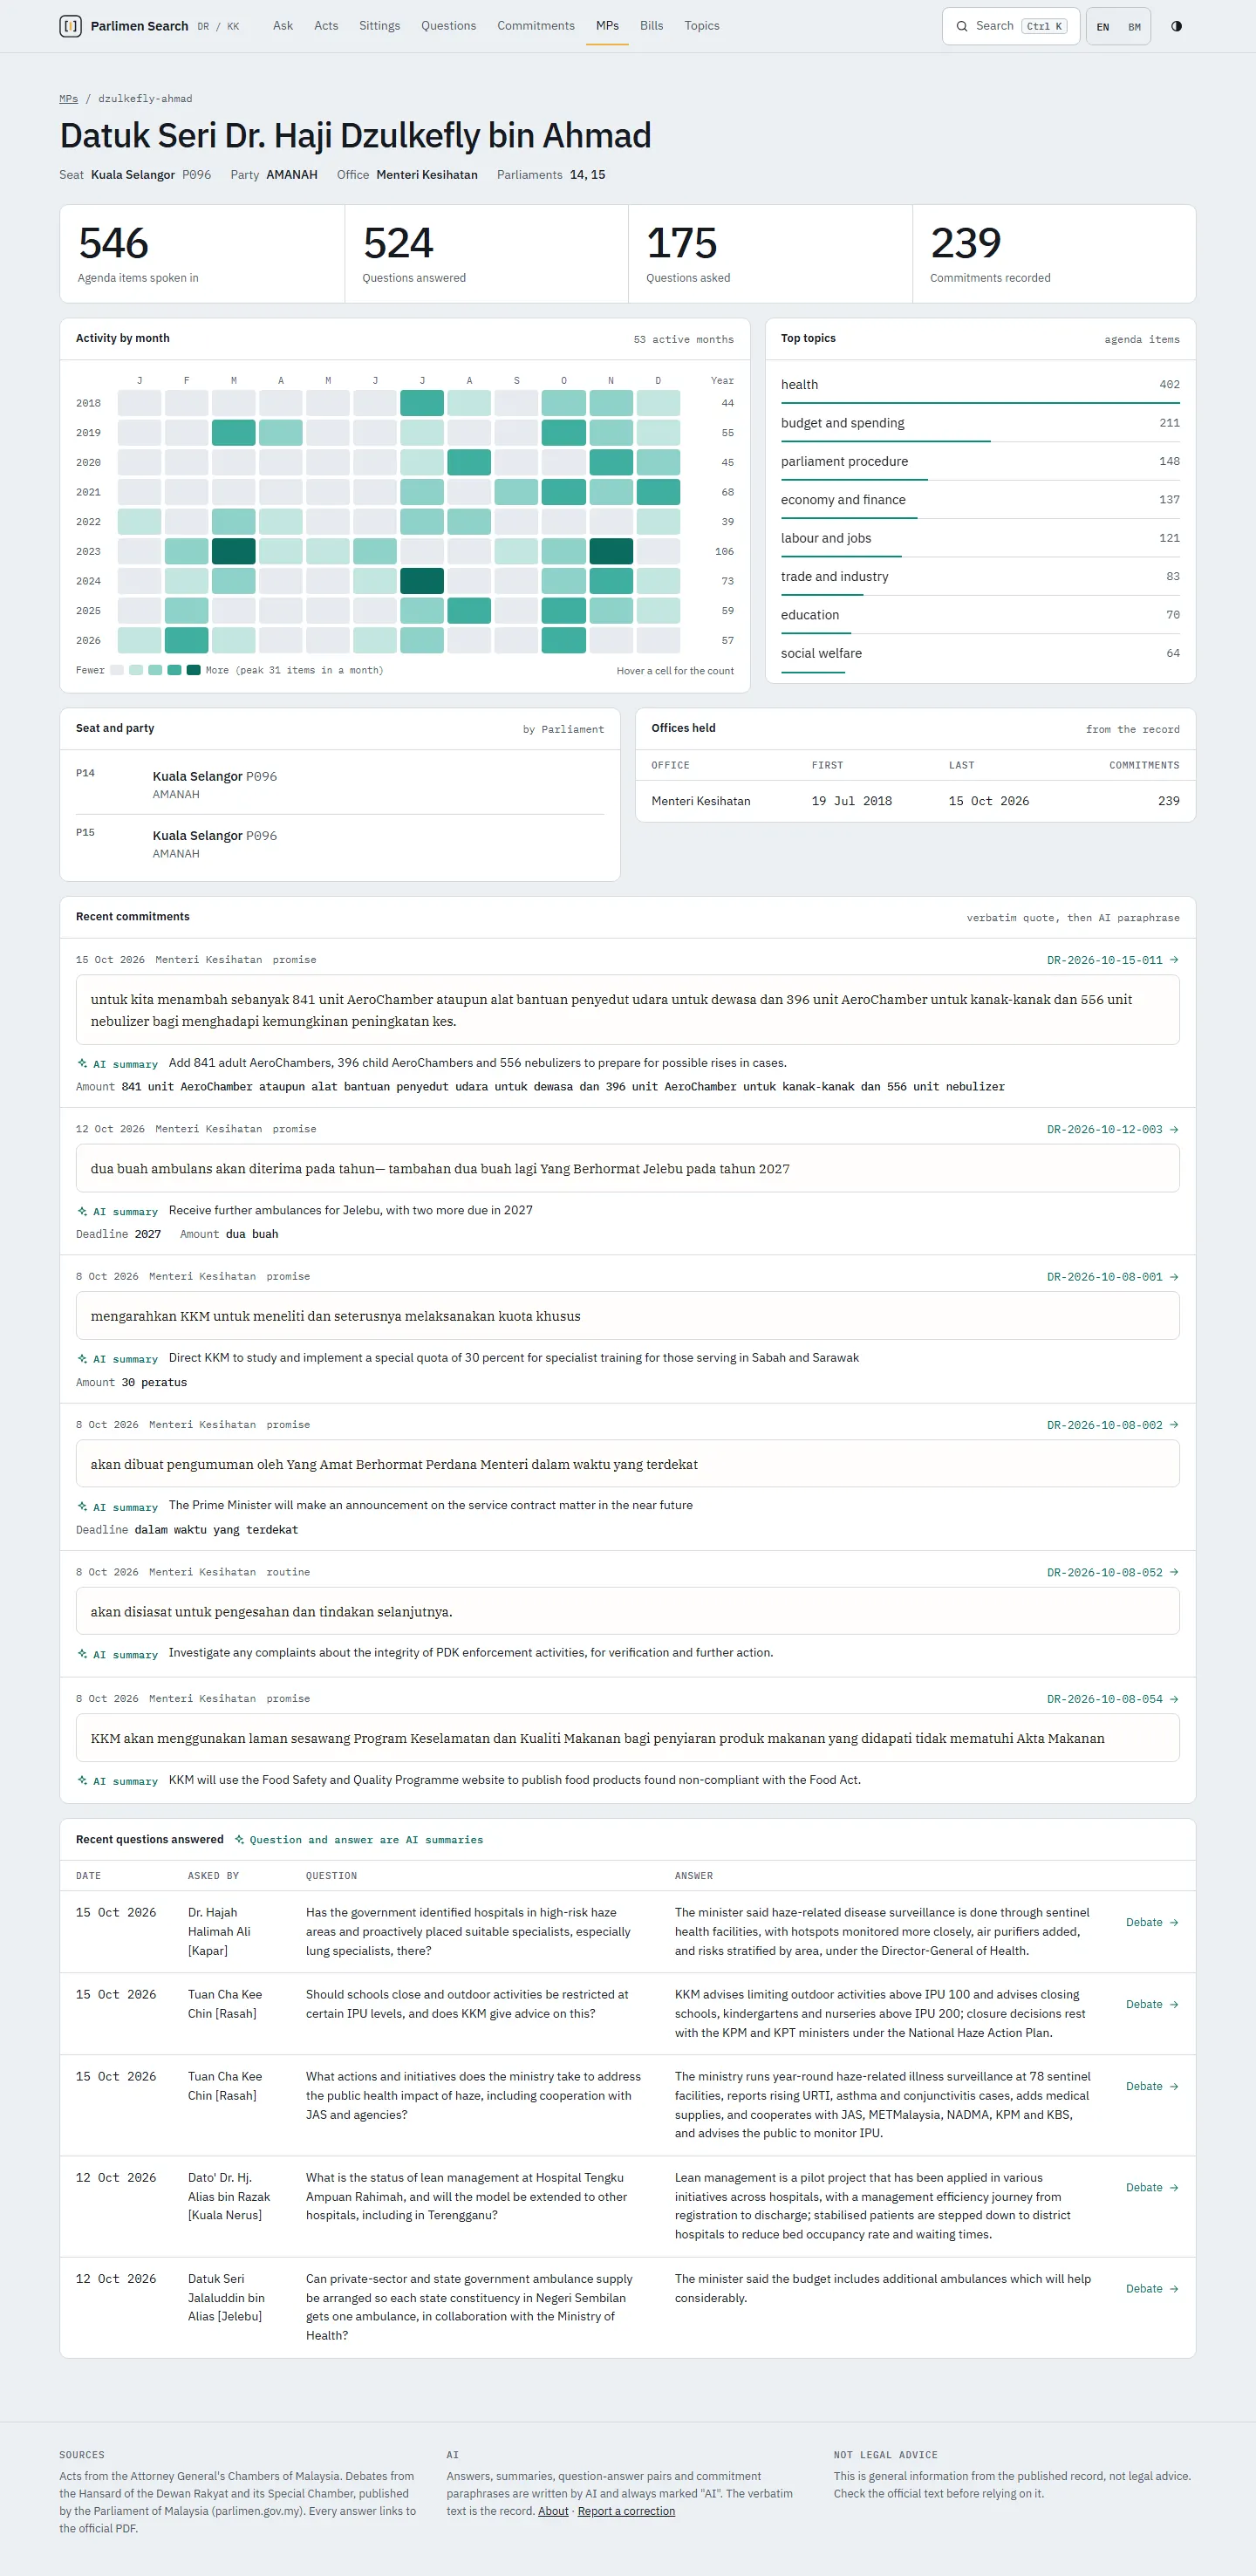 Parlimen Search DR / KK Ask Acts Sittings Questions Commitments MPs Bills Topics Search Ctrl K EN BM
MPs / dzulkefly-ahmad
Datuk Seri Dr. Haji Dzulkefly bin Ahmad
Seat Kuala Selangor P096 Party AMANAH Office Menteri Kesihatan Parliaments 14, 15
546 524 175 239
Agenda items spoken in Questions answered Questions asked Commitments recorded
Activity by month 53 active months
J F M A M J J A S O N D Year
2018 44
2019 55
2020 45
2021 68
2022 39
2023 106
2024 73
2025 59
2026 57
Fewer More (peak 31 items in a month) Hover a cell for the count
Top topics agenda items
health 402
budget and spending 211
parliament procedure 148
economy and finance 137
labour and jobs 121
trade and industry 83
education 70
social welfare 64
Seat and party by Parliament
P14 Kuala Selangor P096
AMANAH
P15 Kuala Selangor P096
AMANAH
Offices held from the record
OFFICE FIRST LAST COMMITMENTS
Menteri Kesihatan 19 Jul 2018 15 Oct 2026 239
Recent commitments verbatim quote, then AI paraphrase
15 Oct 2026 Menteri Kesihatan promise DR-2026-10-15-011 →
untuk kita menambah sebanyak 841 unit AeroChamber ataupun alat bantuan penyedut udara untuk dewasa dan 396 unit AeroChamber untuk kanak-kanak dan 556 unit
nebulizer bagi menghadapi kemungkinan peningkatan kes.
AI summary Add 841 adult AeroChambers, 396 child AeroChambers and 556 nebulizers to prepare for possible rises in cases.
Amount 841 unit AeroChamber ataupun alat bantuan penyedut udara untuk dewasa dan 396 unit AeroChamber untuk kanak-kanak dan 556 unit nebulizer
12 Oct 2026 Menteri Kesihatan promise DR-2026-10-12-003 →
dua buah ambulans akan diterima pada tahun— tambahan dua buah lagi Yang Berhormat Jelebu pada tahun 2027
AI summary Receive further ambulances for Jelebu, with two more due in 2027
Deadline 2027 Amount dua buah
8 Oct 2026 Menteri Kesihatan promise DR-2026-10-08-001 →
mengarahkan KKM untuk meneliti dan seterusnya melaksanakan kuota khusus
AI summary Direct KKM to study and implement a special quota of 30 percent for specialist training for those serving in Sabah and Sarawak
Amount 30 peratus
8 Oct 2026 Menteri Kesihatan promise DR-2026-10-08-002 →
akan dibuat pengumuman oleh Yang Amat Berhormat Perdana Menteri dalam waktu yang terdekat
AI summary The Prime Minister will make an announcement on the service contract matter in the near future
Deadline dalam waktu yang terdekat
8 Oct 2026 Menteri Kesihatan routine DR-2026-10-08-052 →
akan disiasat untuk pengesahan dan tindakan selanjutnya.
AI summary Investigate any complaints about the integrity of PDK enforcement activities, for verification and further action.
8 Oct 2026 Menteri Kesihatan promise DR-2026-10-08-054 →
KKM akan menggunakan laman sesawang Program Keselamatan dan Kualiti Makanan bagi penyiaran produk makanan yang didapati tidak mematuhi Akta Makanan
AI summary KKM will use the Food Safety and Quality Programme website to publish food products found non-compliant with the Food Act.
Recent questions answered Question and answer are AI summaries
DATE ASKED BY QUESTION ANSWER
15 Oct 2026 Dr. Hajah Has the government identified hospitals in high-risk haze The minister said haze-related disease surveillance is done through sentinel Debate →
Halimah Ali areas and proactively placed suitable specialists, especially health facilities, with hotspots monitored more closely, air purifiers added,
[Kapar] lung specialists, there? and risks stratified by area, under the Director-General of Health.
15 Oct 2026 Tuan Cha Kee Should schools close and outdoor activities be restricted at KKM advises limiting outdoor activities above IPU 100 and advises closing Debate →
Chin [Rasah] certain IPU levels, and does KKM give advice on this? schools, kindergartens and nurseries above IPU 200; closure decisions rest
with the KPM and KPT ministers under the National Haze Action Plan.
15 Oct 2026 Tuan Cha Kee What actions and initiatives does the ministry take to address The ministry runs year-round haze-related illness surveillance at 78 sentinel Debate →
Chin [Rasah] the public health impact of haze, including cooperation with facilities, reports rising URTI, asthma and conjunctivitis cases, adds medical
JAS and agencies? supplies, and cooperates with JAS, METMalaysia, NADMA, KPM and KBS,
and advises the public to monitor IPU.
12 Oct 2026 Dato' Dr. Hj. What is the status of lean management at Hospital Tengku Lean management is a pilot project that has been applied in various Debate →
Alias bin Razak Ampuan Rahimah, and will the model be extended to other initiatives across hospitals, with a management efficiency journey from
[Kuala Nerus] hospitals, including in Terengganu? registration to discharge; stabilised patients are stepped down to district
hospitals to reduce bed occupancy rate and waiting times.
12 Oct 2026 Datuk Seri Can private-sector and state government ambulance supply The minister said the budget includes additional ambulances which will help Debate →
Jalaluddin bin be arranged so each state constituency in Negeri Sembilan considerably.
Alias [Jelebu] gets one ambulance, in collaboration with the Ministry of
Health?
SOURCES
Acts from the Attorney General's Chambers of Malaysia. Debates from
the Hansard of the Dewan Rakyat and its Special Chamber, published
by the Parliament of Malaysia (parlimen.gov.my). Every answer links to
the official PDF.
AI
Answers, summaries, question-answer pairs and commitment
paraphrases are written by AI and always marked "AI". The verbatim
text is the record. About · Report a correction
NOT LEGAL ADVICE
This is general information from the published record, not legal advice.
Check the official text before relying on it.